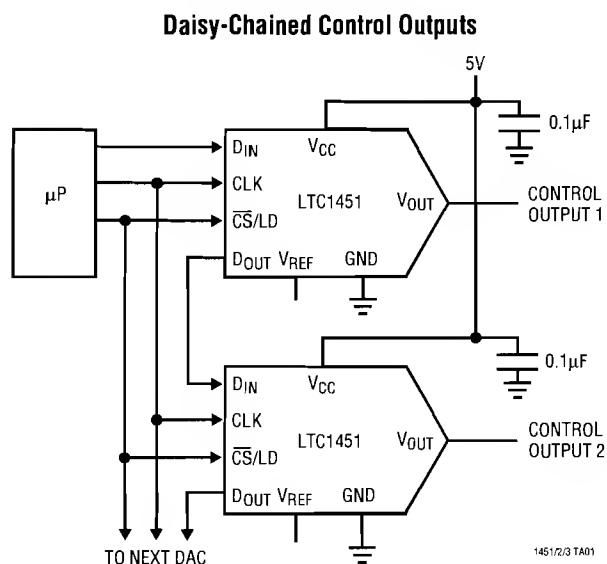 Daisy-Chained Control Outputs
5V
0.1µF
µP
DIN
VCC
CLK
LTC1451
CS/LD
VOUT
CONTROL
OUTPUT 1
DOUT
VREF
GND
0.1µF
DIN
VCC
CLK
LTC1451
CS/LD
VOUT
CONTROL
OUTPUT 2
DOUT
VREF
GND
TO NEXT DAC
1451/2/3 TA01